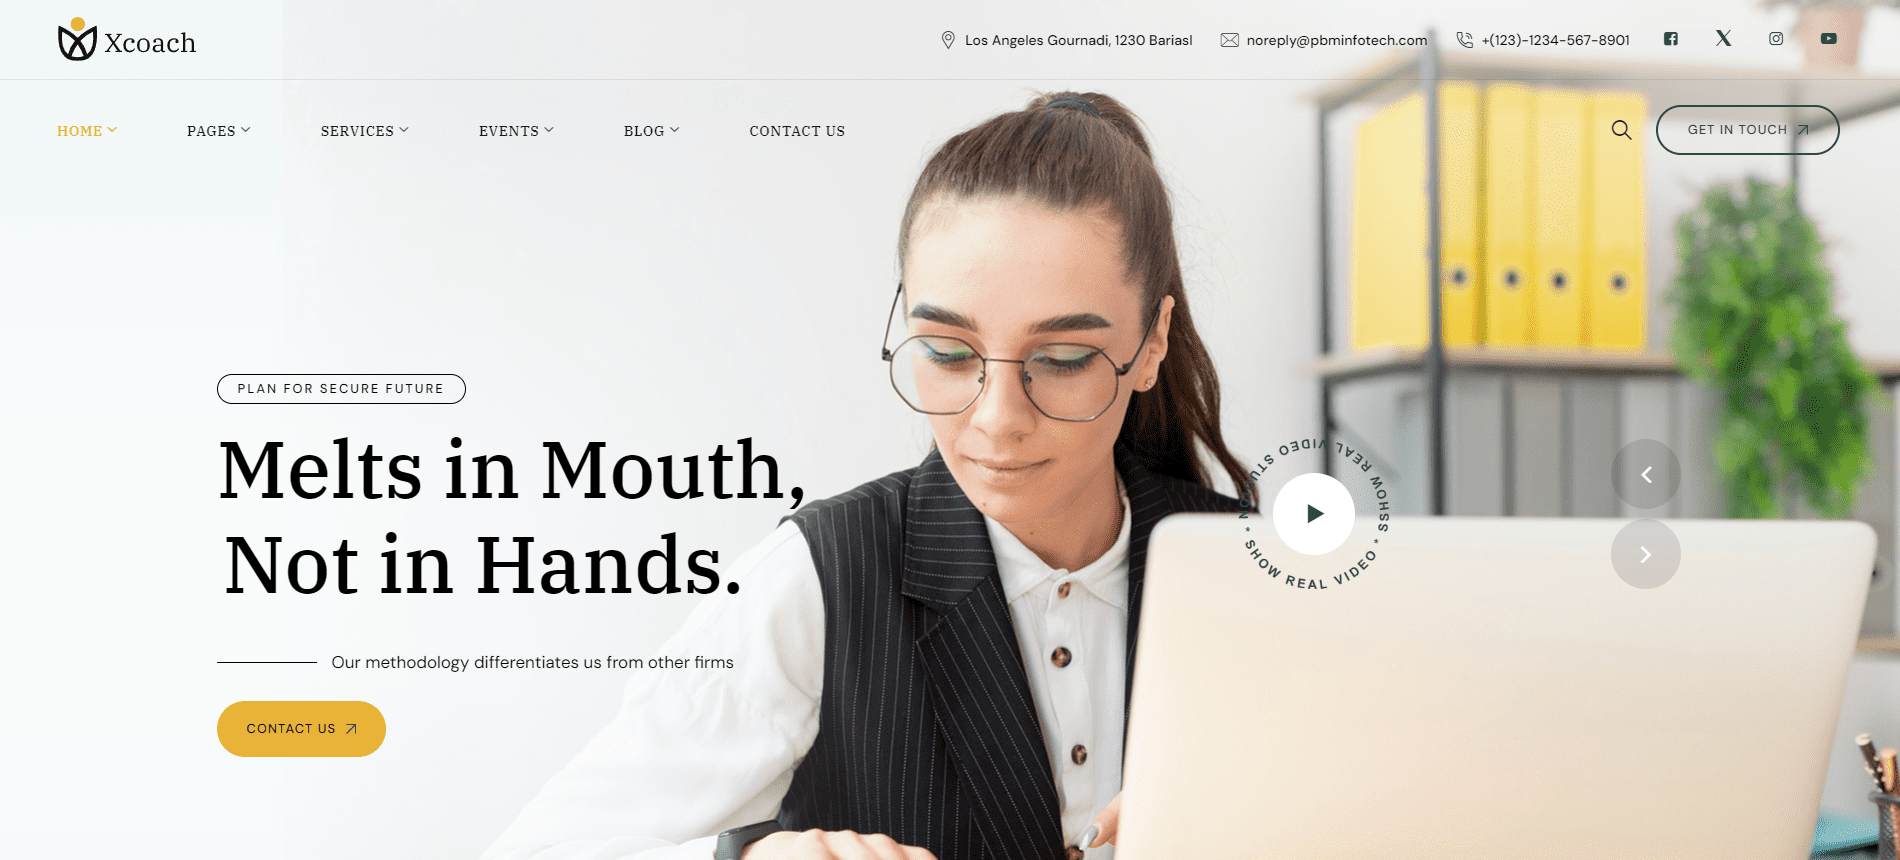 Xcoach
Los Angeles Gournadi, 1230 Bariasl
noreply@pbminfotech.com
+(123)-1234-567-8901
HOME
PAGES
SERVICES
EVENTS
BLOG
CONTACT US
GET IN TOUCH
PLAN FOR SECURE FUTURE
Melts in Mouth,
Not in Hands.
Our methodology differentiates us from other firms
CONTACT US
STU VIDEO REAL SHOWSS * SHOW REAL VIDEO *